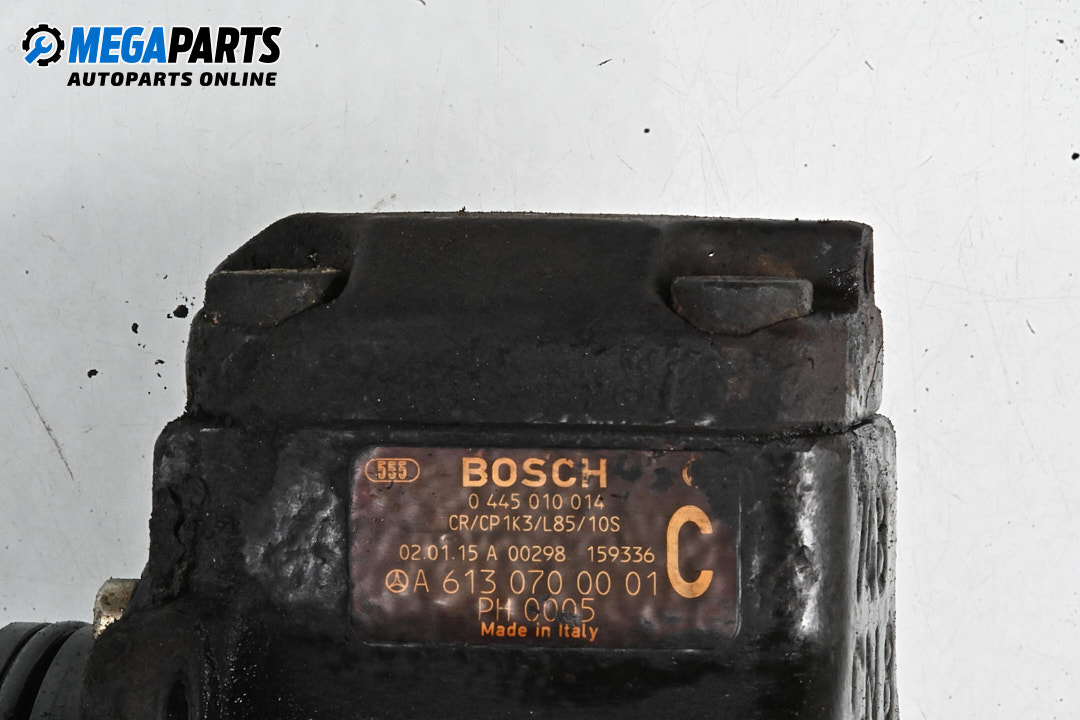 MEGAPARTS
AUTOPARTS ONLINE
555 BOSCH
0 445 010 014
CR/CP1K3/L85/10S
02.01.15 A 00298 159336
A 613 070 00 01 C
PH 0005
Made in Italy